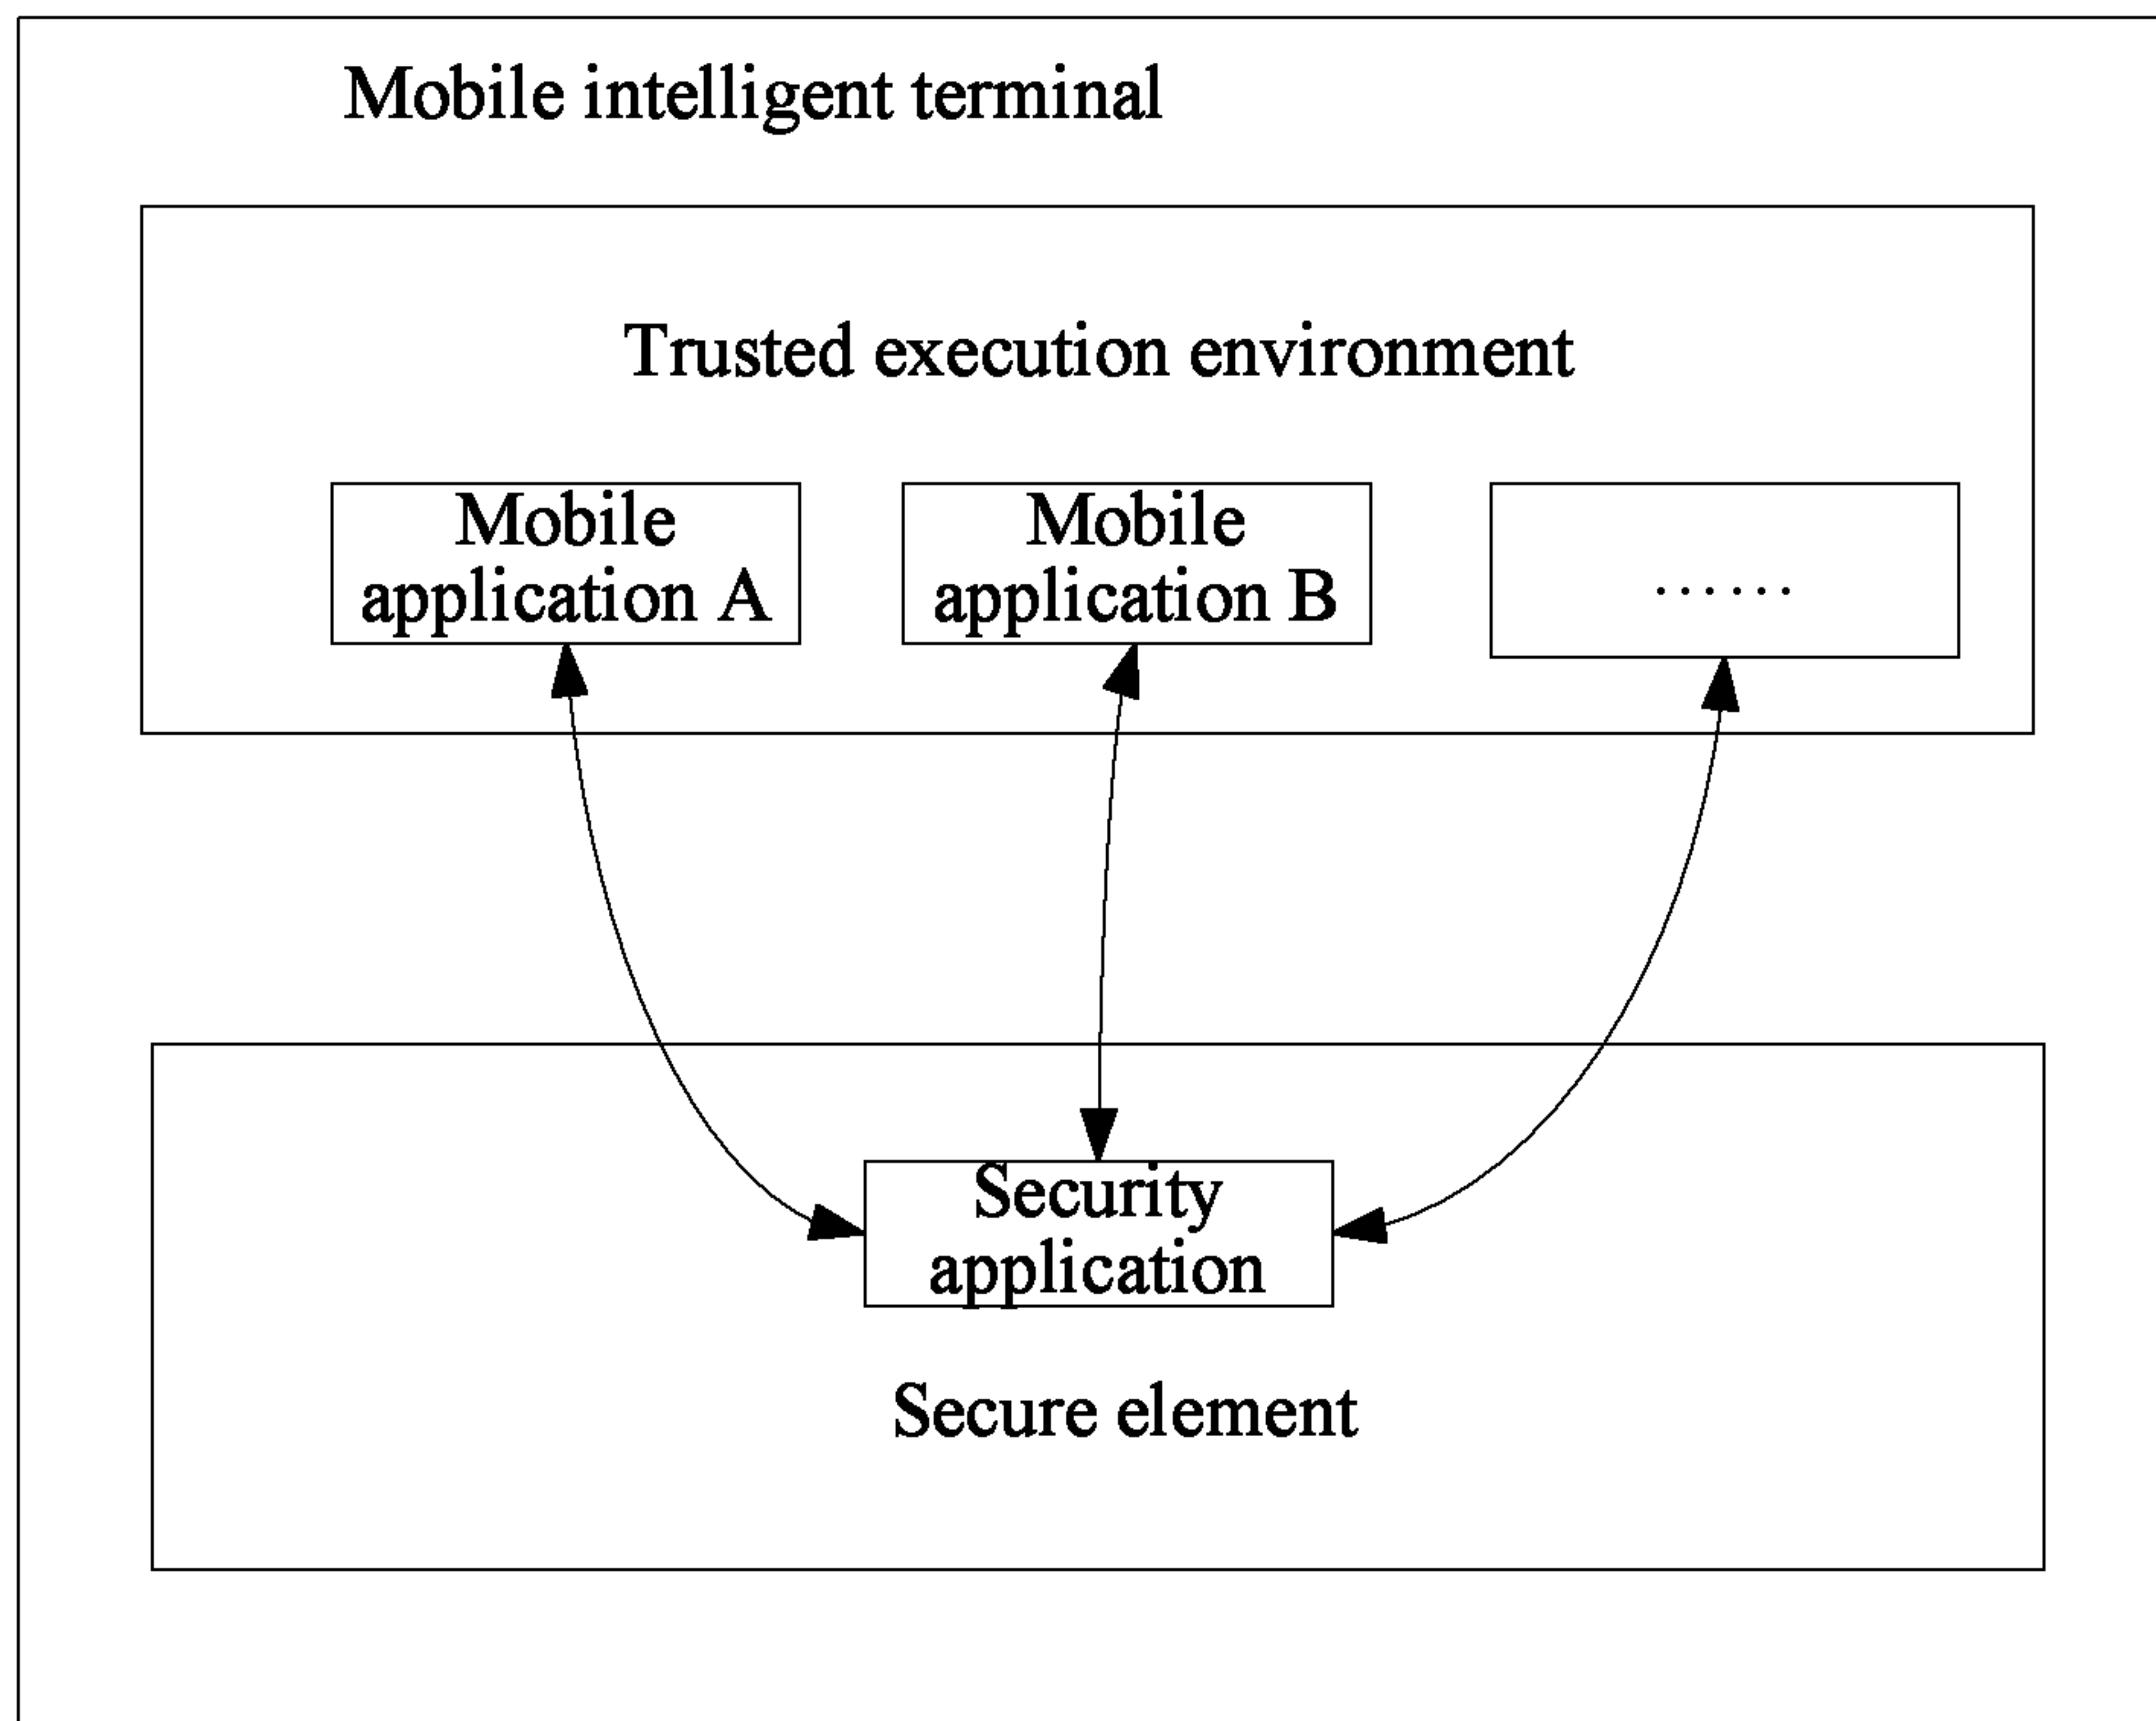 Mobile intelligent terminal
Trusted execution environment
Mobile
application A
Mobile
application B
······
Security
application
Secure element